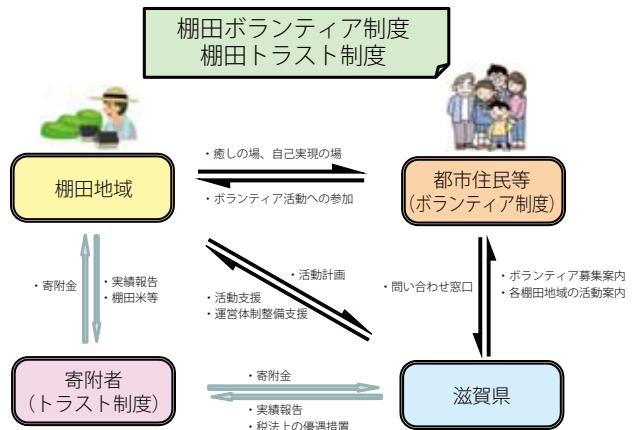 棚田ボランティア制度
棚田トラスト制度
・癒しの場、自己実現の場
棚田地域
都市住民等
（ボランティア制度）
・ボランティア活動への参加
・寄附金
・実績報告
・棚田米等
・活動計画
・活動支援
・運営体制整備支援
・問い合わせ窓口
・ボランティア募集案内
・各棚田地域の活動案内
寄附者
（トラスト制度）
・寄附金
滋賀県
・実績報告
・税法上の優遇措置